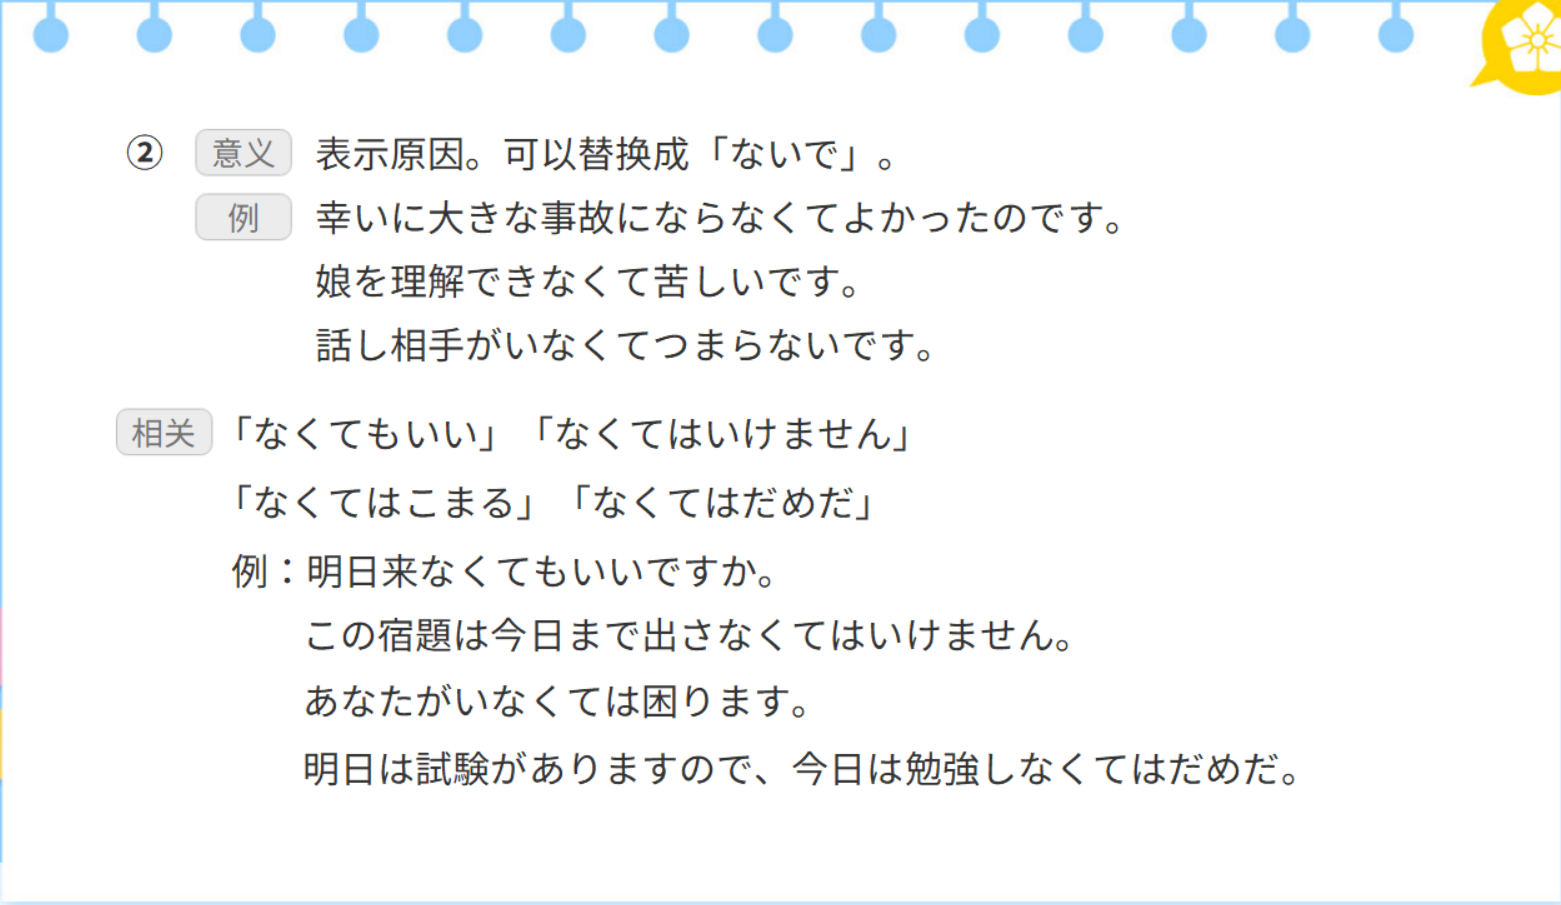 ② 意义 表示原因。可以替换成「ないで」。
例 幸いに大きな事故にならなくてよかったのです。
娘を理解できなくて苦しいです。
話し相手がいなくてつまらないです。
相关 「なくてもいい」「なくてはいけません」
「なくてはこまる」「なくてはだめだ」
例：明日来なくてもいいですか。
この宿題は今日まで出さなくてはいけません。
あなたがいなくては困ります。
明日は試験がありますので、今日は勉強しなくてはだめだ。